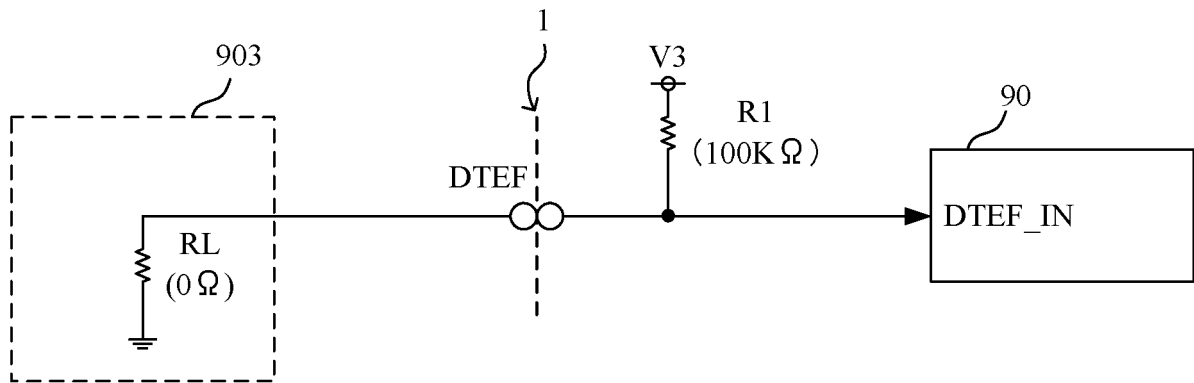 1
903
V3
90
R1
(100KΩ)
DTEF
DTEF_IN
RL
(0Ω)